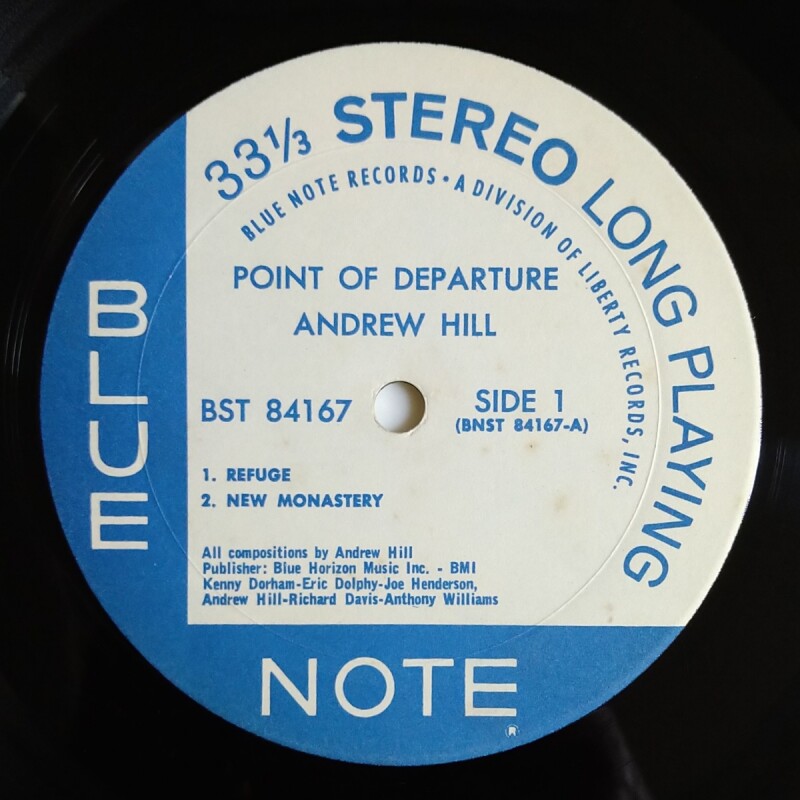 33⅓ STEREO LONG PLAYING
BLUE NOTE RECORDS • A DIVISION OF LIBERTY RECORDS, INC.
POINT OF DEPARTURE
ANDREW HILL
BST 84167
SIDE 1
(BNST 84167-A)
1. REFUGE
2. NEW MONASTERY
All compositions by Andrew Hill
Publisher: Blue Horizon Music Inc. - BMI
Kenny Dorham-Eric Dolphy-Joe Henderson,
Andrew Hill-Richard Davis-Anthony Williams
BLUE
NOTE
®